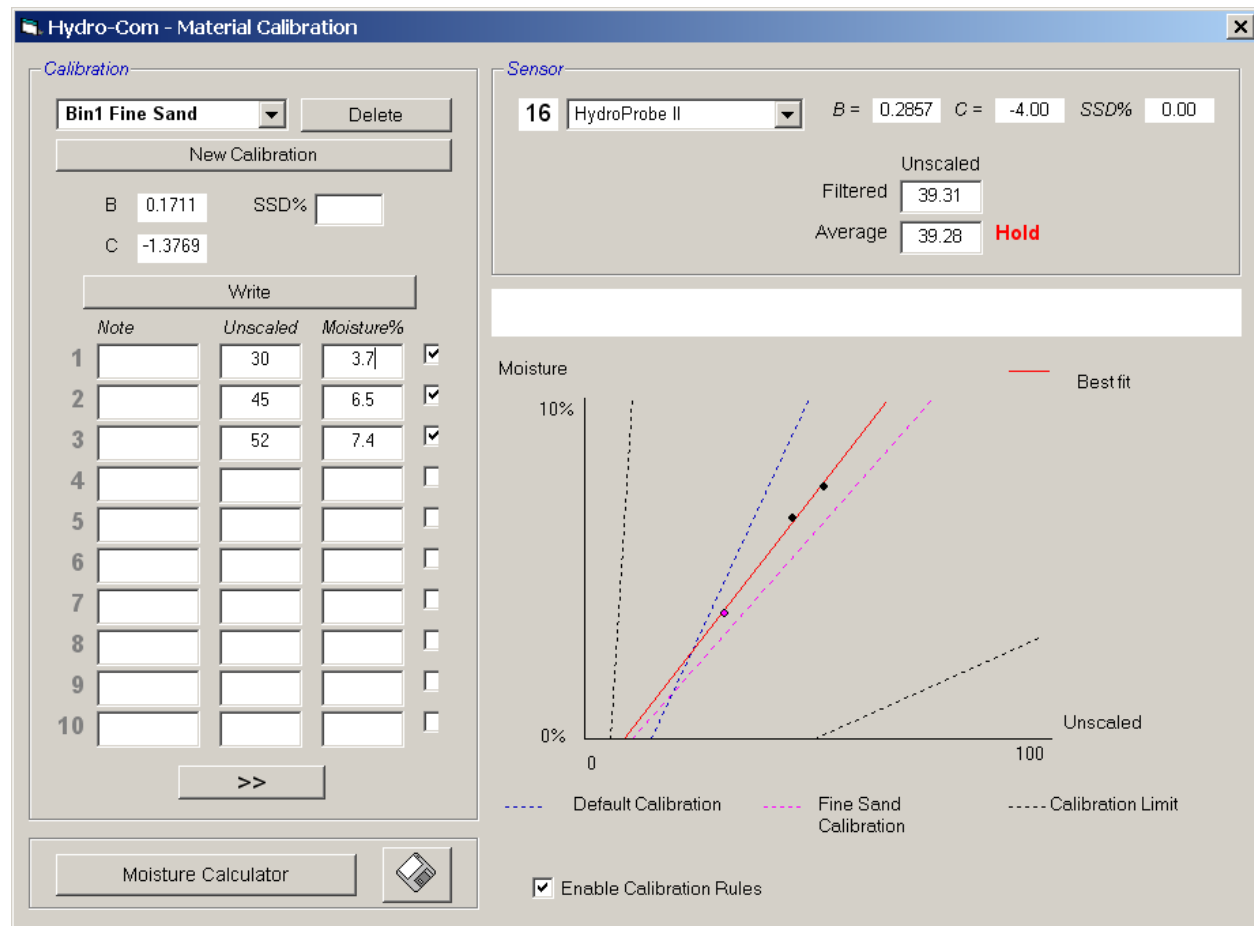 Hydro-Com - Material Calibration
Calibration
Bin1 Fine Sand
Delete
New Calibration
B 0.1711 SSD%
C -1.3769
Write
Note Unscaled Moisture%
1 30 3.7
2 45 6.5
3 52 7.4
4
5
6
7
8
9
10
>>
Moisture Calculator
Sensor
16 HydroProbe II B = 0.2857 C = -4.00 SSD% 0.00
Unscaled
Filtered 39.31
Average 39.28 Hold
Moisture
Best fit
10%
0%
Unscaled
0
100
Default Calibration
Fine Sand
Calibration
Calibration Limit
Enable Calibration Rules